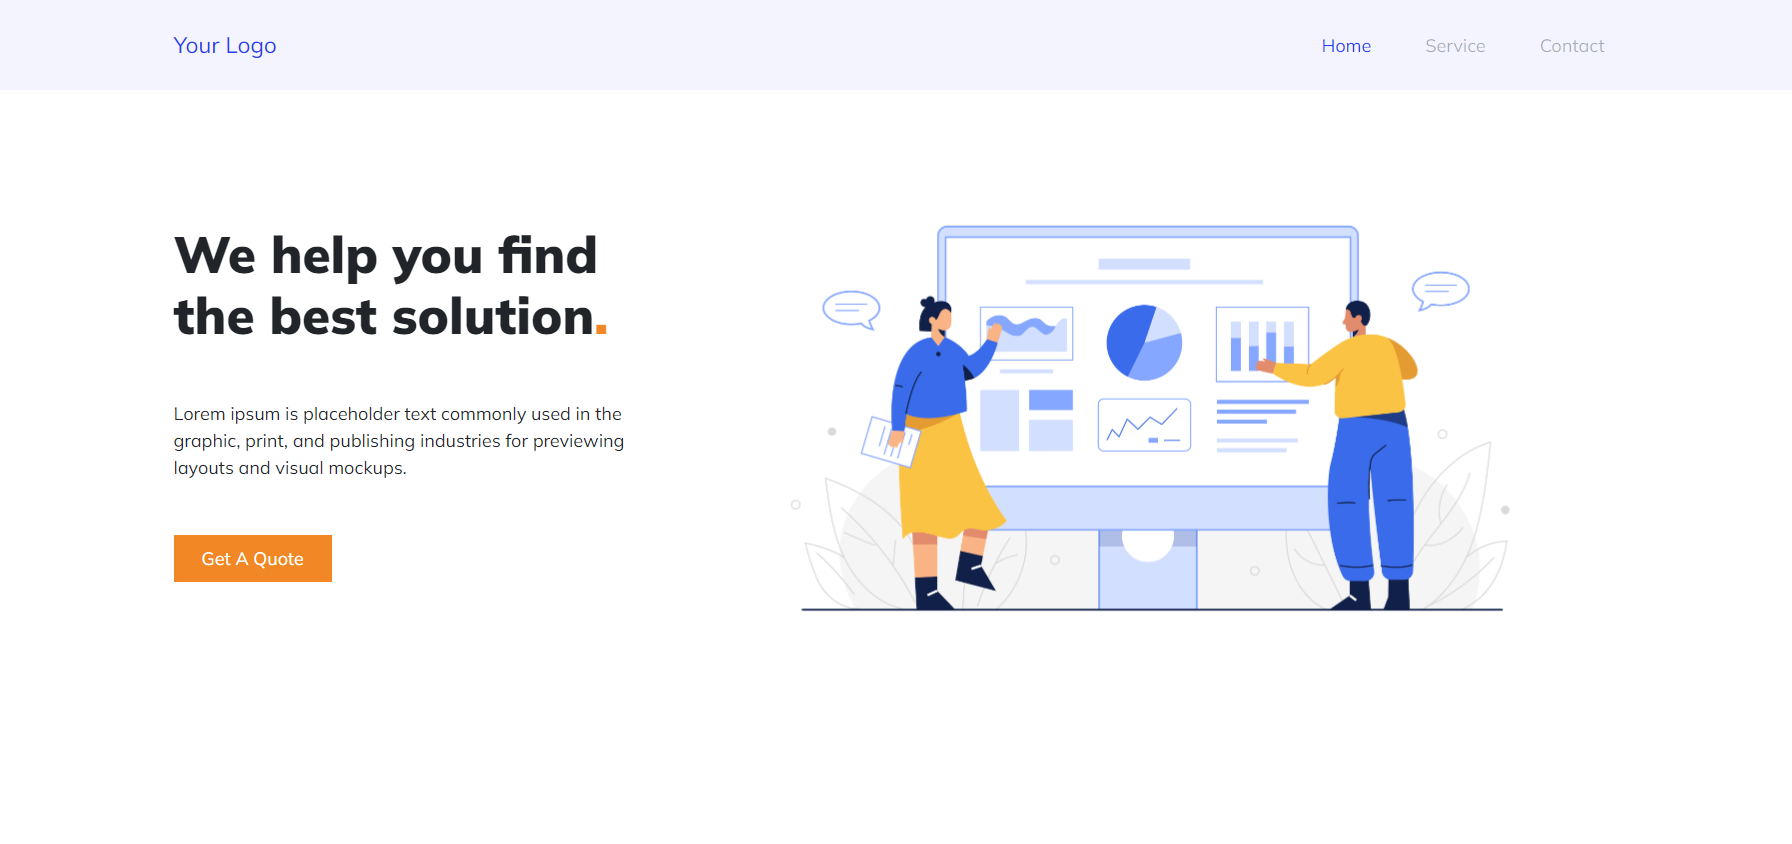 Your Logo
Home
Service
Contact
We help you find
the best solution.
Lorem ipsum is placeholder text commonly used in the
graphic, print, and publishing industries for previewing
layouts and visual mockups.
Get A Quote